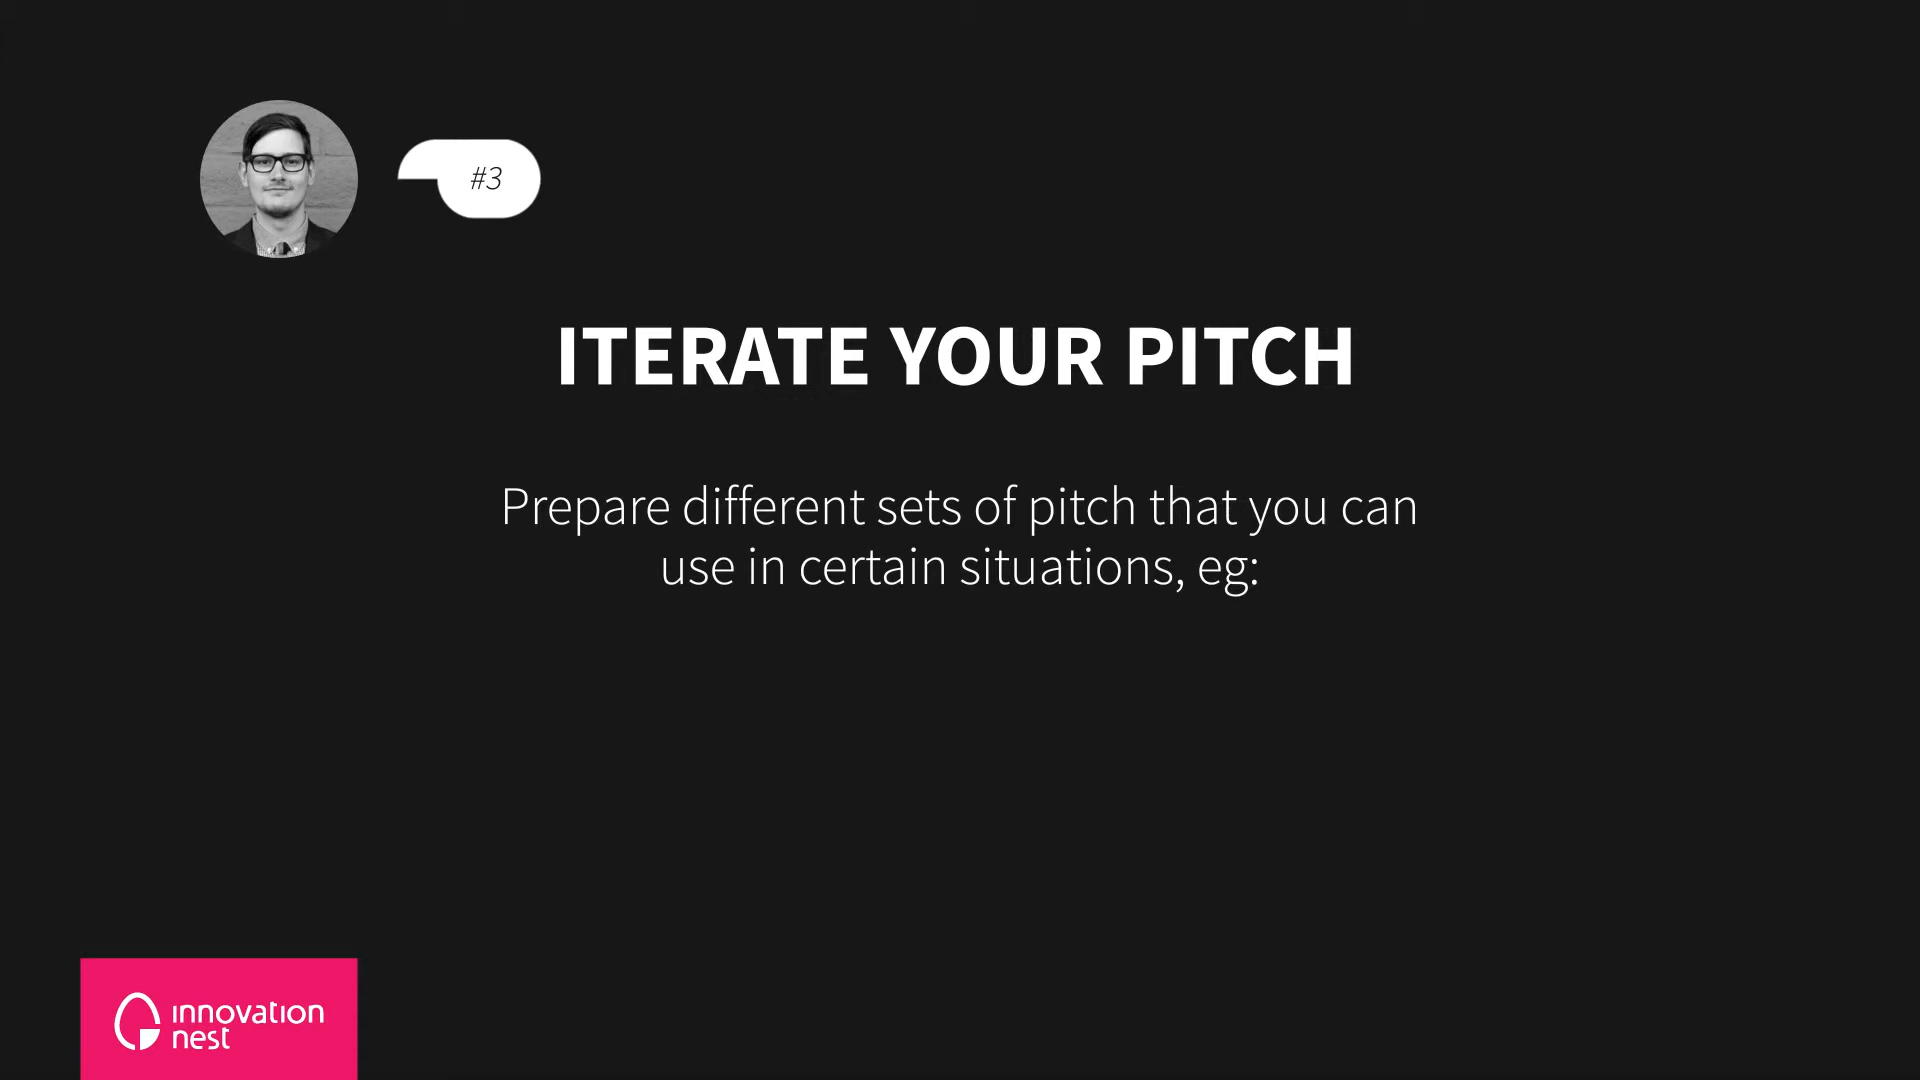 #3
ITERATE YOUR PITCH
Prepare different sets of pitch that you can
use in certain situations, eg:
innovation
nest